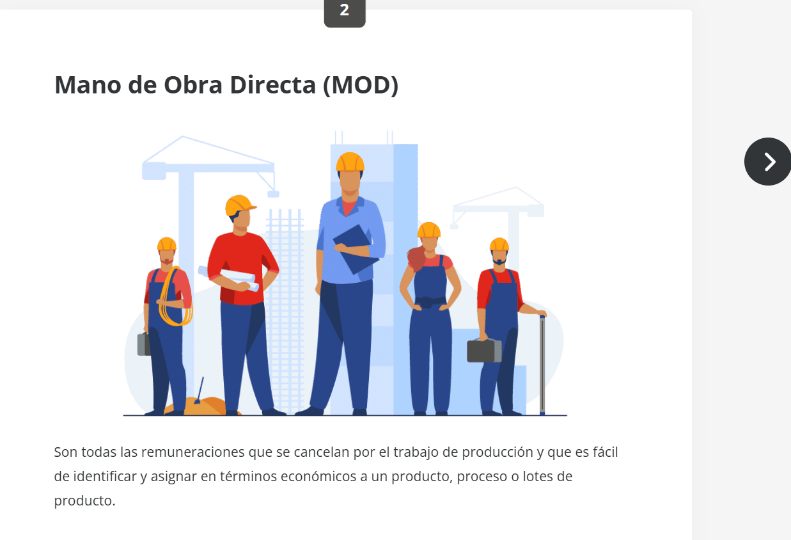 2
Mano de Obra Directa (MOD)
Son todas las remuneraciones que se cancelan por el trabajo de producción y que es fácil
de identificar y asignar en términos económicos a un producto, proceso o lotes de
producto.